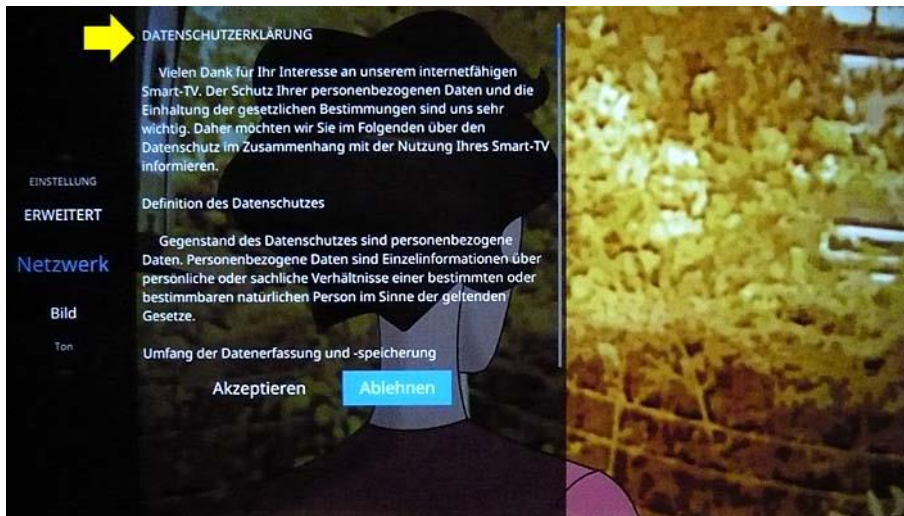 DATENSCHUTZERKLÄRUNG
Vielen Dank für Ihr Interesse an unserem internetfähigen
Smart-TV. Der Schutz Ihrer personenbezogenen Daten und die
Einhaltung der gesetzlichen Bestimmungen sind uns sehr
wichtig. Daher möchten wir Sie im Folgenden über den
Datenschutz im Zusammenhang mit der Nutzung Ihres Smart-TV
informieren.
Definition des Datenschutzes
Gegenstand des Datenschutzes sind personenbezogene
Daten. Personenbezogene Daten sind Einzelinformationen über
persönliche oder sachliche Verhältnisse einer bestimmten oder
bestimmbaren natürlichen Person im Sinne der geltenden
Gesetze.
Umfang der Datenerfassung und -speicherung
Akzeptieren
Ablehnen
EINSTELLUNG
ERWEITERT
Netzwerk
Bild
Ton